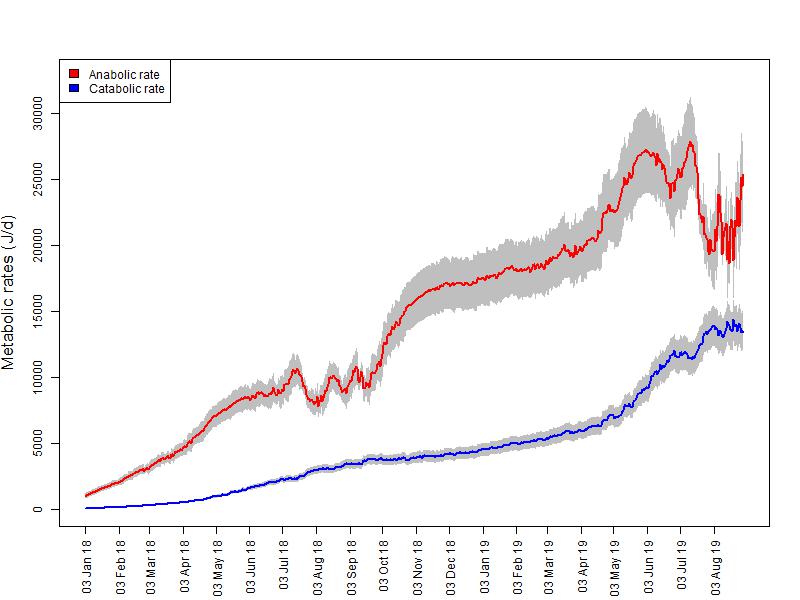 Anabolic rate
Catabolic rate
Metabolic rates (J/d)
30000
25000
20000
15000
10000
5000
0
03 Jan 18
03 Feb 18
03 Mar 18
03 Apr 18
03 May 18
03 Jun 18
03 Jul 18
03 Aug 18
03 Sep 18
03 Oct 18
03 Nov 18
03 Dec 18
03 Jan 19
03 Feb 19
03 Mar 19
03 Apr 19
03 May 19
03 Jun 19
03 Jul 19
03 Aug 19